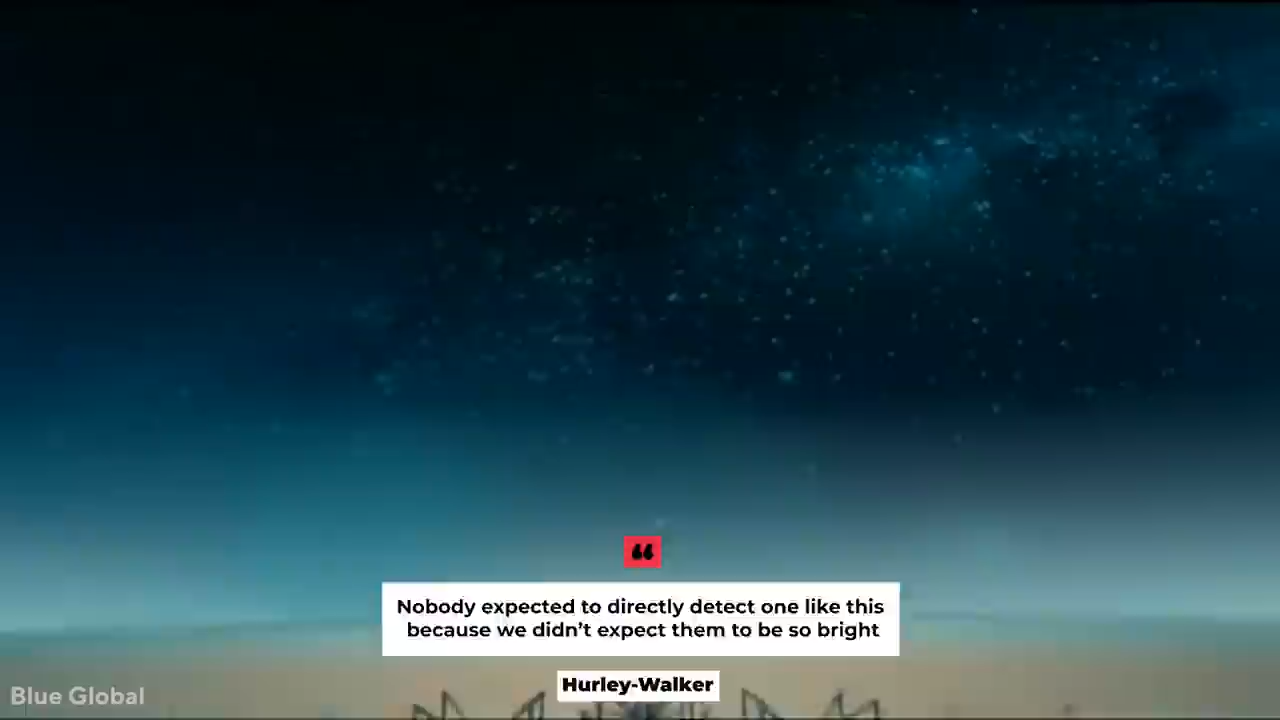 ❝
Nobody expected to directly detect one like this
because we didn't expect them to be so bright
Hurley-Walker
Blue Global